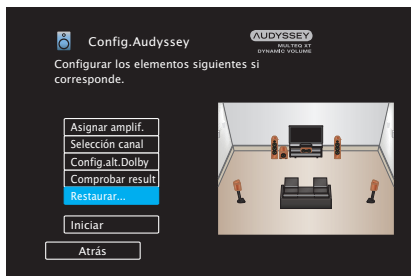 Config.Audyssey
AUDYSSEY
MULTEQ XT
DYNAMIC VOLUME
Configurar los elementos siguientes si
corresponde.
Asignar amplif.
Selección canal
Config.alt.Dolby
Comprobar result
Restaurar...
Iniciar
Atrás